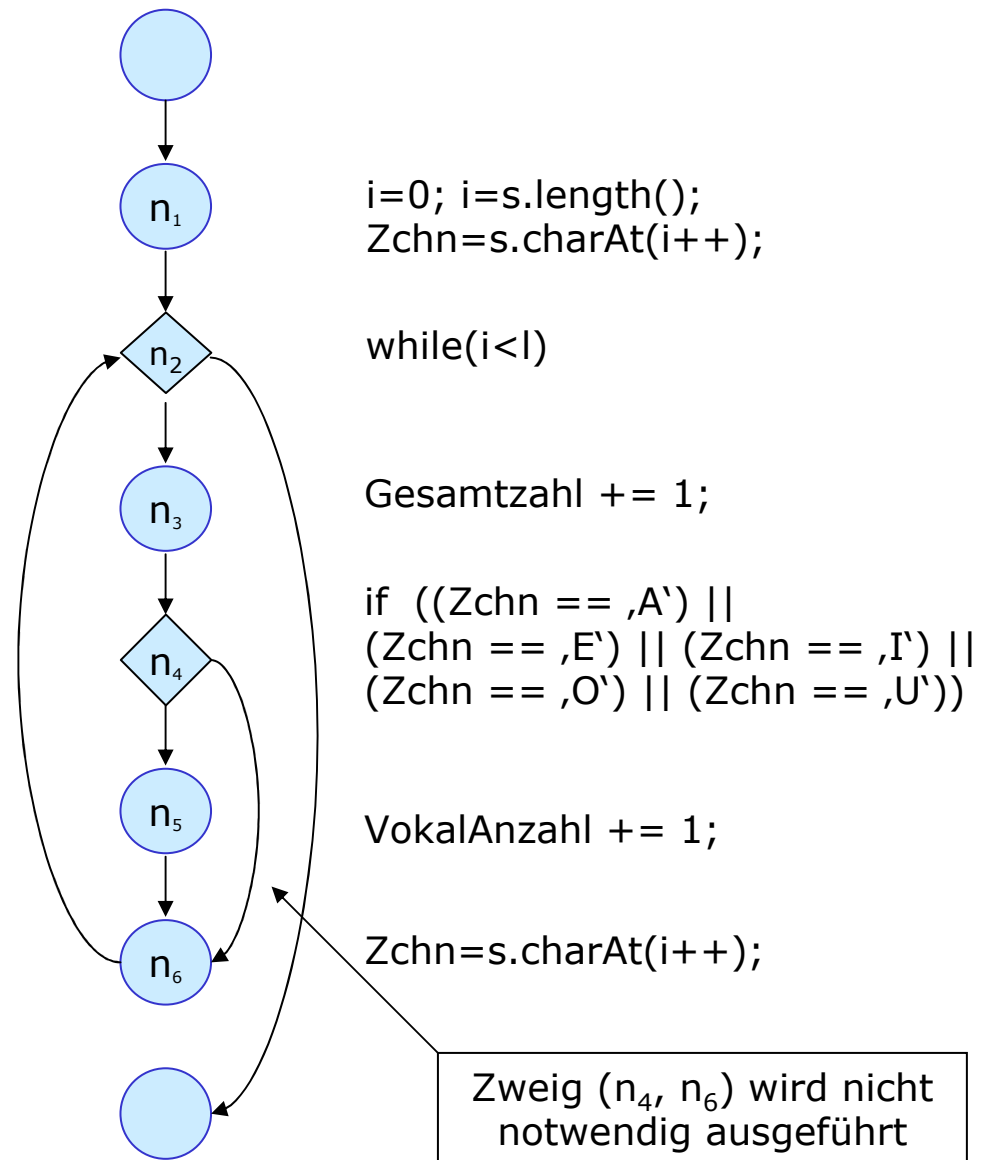 n₁
i=0; i=s.length();
Zchn=s.charAt(i++);
n₂
while(i<l)
n₃
Gesamtzahl += 1;
n₄
if ((Zchn == ‚A‘) ||
(Zchn == ‚E‘) || (Zchn == ‚I‘) ||
(Zchn == ‚O‘) || (Zchn == ‚U‘))
n₅
VokalAnzahl += 1;
n₆
Zchn=s.charAt(i++);
Zweig (n₄, n₆) wird nicht
notwendig ausgeführt